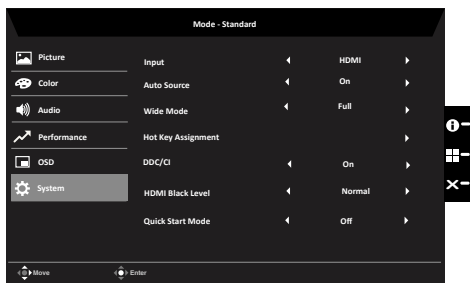 Mode - Standard
Picture
Color
Audio
Performance
OSD
System
Input HDMI
Auto Source On
Wide Mode Full
Hot Key Assignment
DDC/CI On
HDMI Black Level Normal
Quick Start Mode Off
Move Enter